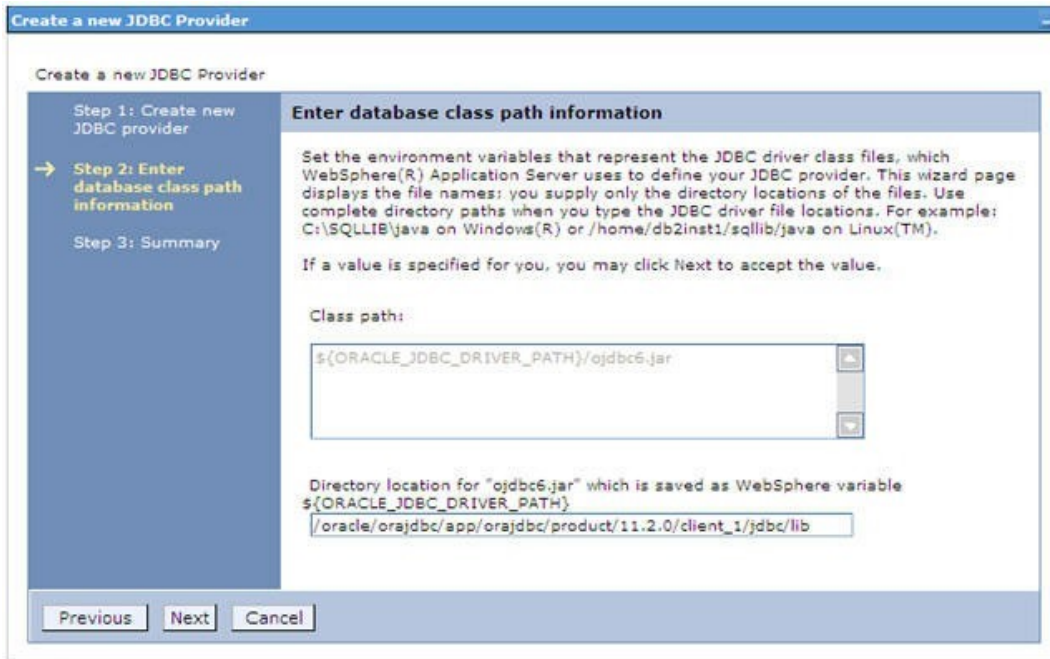 Create a new JDBC Provider
Create a new JDBC Provider
Step 1: Create new
JDBC provider
Step 2: Enter
database class path
information
Step 3: Summary
Enter database class path information
Set the environment variables that represent the JDBC driver class files, which
WebSphere(R) Application Server uses to define your JDBC provider. This wizard page
displays the file names; you supply only the directory locations of the files. Use
complete directory paths when you type the JDBC driver file locations. For example:
C:\SQLLIB\java on Windows(R) or /home/db2inst1/sqllib/java on Linux(TM).
If a value is specified for you, you may click Next to accept the value.
Class path:
${ORACLE_JDBC_DRIVER_PATH}/ojdbc6.jar
Directory location for "ojdbc6.jar" which is saved as WebSphere variable
${ORACLE_JDBC_DRIVER_PATH}
/oracle/orajdbc/app/orajdbc/product/11.2.0/client_1/jdbc/lib
Previous Next Cancel